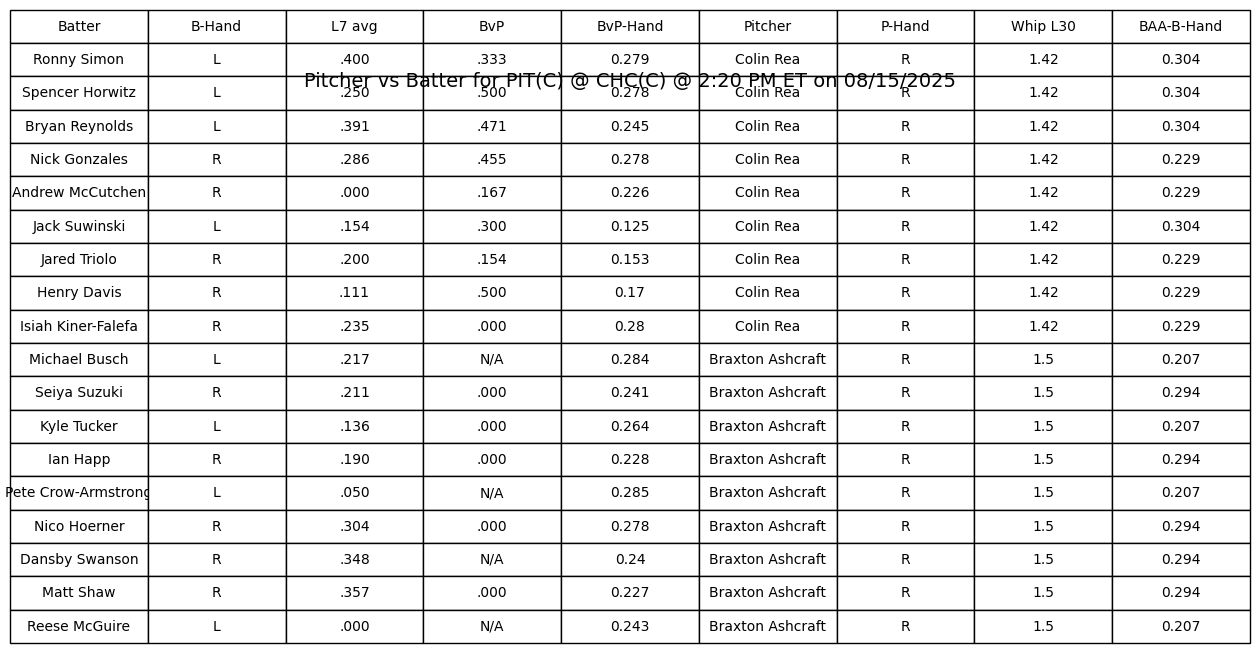 Batter B-Hand L7 avg BvP BvP-Hand Pitcher P-Hand Whip L30 BAA-B-Hand
Ronny Simon L .400 .333 0.279 Colin Rea R 1.42 0.304
Pitcher vs Batter for PIT(C) @ CHC(C) @ 2:20 PM ET on 08/15/2025
Spencer Horwitz L .250 .500 0.278 Colin Rea R 1.42 0.304
Bryan Reynolds L .391 .471 0.245 Colin Rea R 1.42 0.304
Nick Gonzales R .286 .455 0.278 Colin Rea R 1.42 0.229
Andrew McCutchen R .000 .167 0.226 Colin Rea R 1.42 0.229
Jack Suwinski L .154 .300 0.125 Colin Rea R 1.42 0.304
Jared Triolo R .200 .154 0.153 Colin Rea R 1.42 0.229
Henry Davis R .111 .500 0.17 Colin Rea R 1.42 0.229
Isiah Kiner-Falefa R .235 .000 0.28 Colin Rea R 1.42 0.229
Michael Busch L .217 N/A 0.284 Braxton Ashcraft R 1.5 0.207
Seiya Suzuki R .211 .000 0.241 Braxton Ashcraft R 1.5 0.294
Kyle Tucker L .136 .000 0.264 Braxton Ashcraft R 1.5 0.207
Ian Happ R .190 .000 0.228 Braxton Ashcraft R 1.5 0.294
Pete Crow-Armstrong L .050 N/A 0.285 Braxton Ashcraft R 1.5 0.207
Nico Hoerner R .304 .000 0.278 Braxton Ashcraft R 1.5 0.294
Dansby Swanson R .348 N/A 0.24 Braxton Ashcraft R 1.5 0.294
Matt Shaw R .357 .000 0.227 Braxton Ashcraft R 1.5 0.294
Reese McGuire L .000 N/A 0.243 Braxton Ashcraft R 1.5 0.207